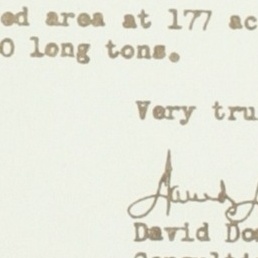 ed area at 177 ac
0 long tons.
Very tru
David Do